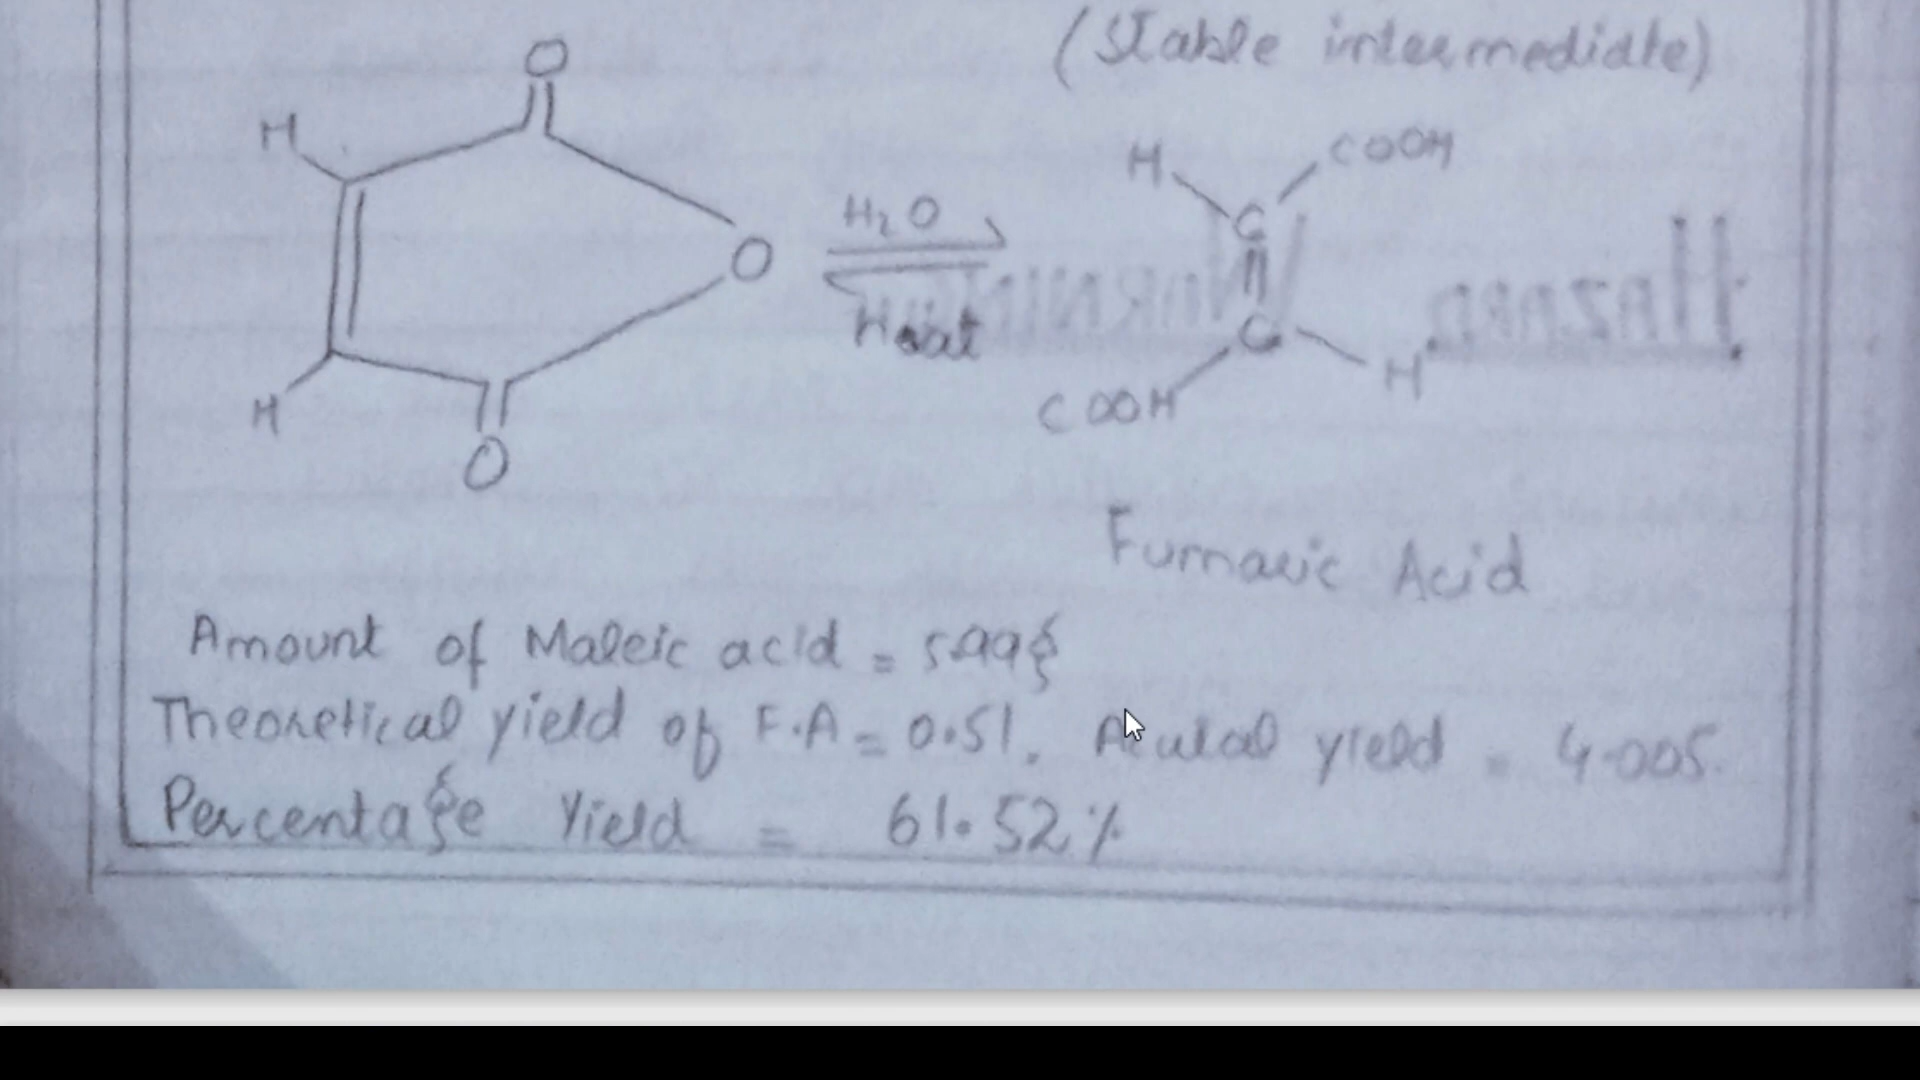 (Stable intermediate)
O
H
H COOH
H2O
C
O
Heat
C
H
H
COOH
O
Fumaric Acid
Amount of Maleic acid = 5.99g
Theoretical yield of F.A = 0.51. Acutal yield = 4.005.
Percentage Yield = 61.52%